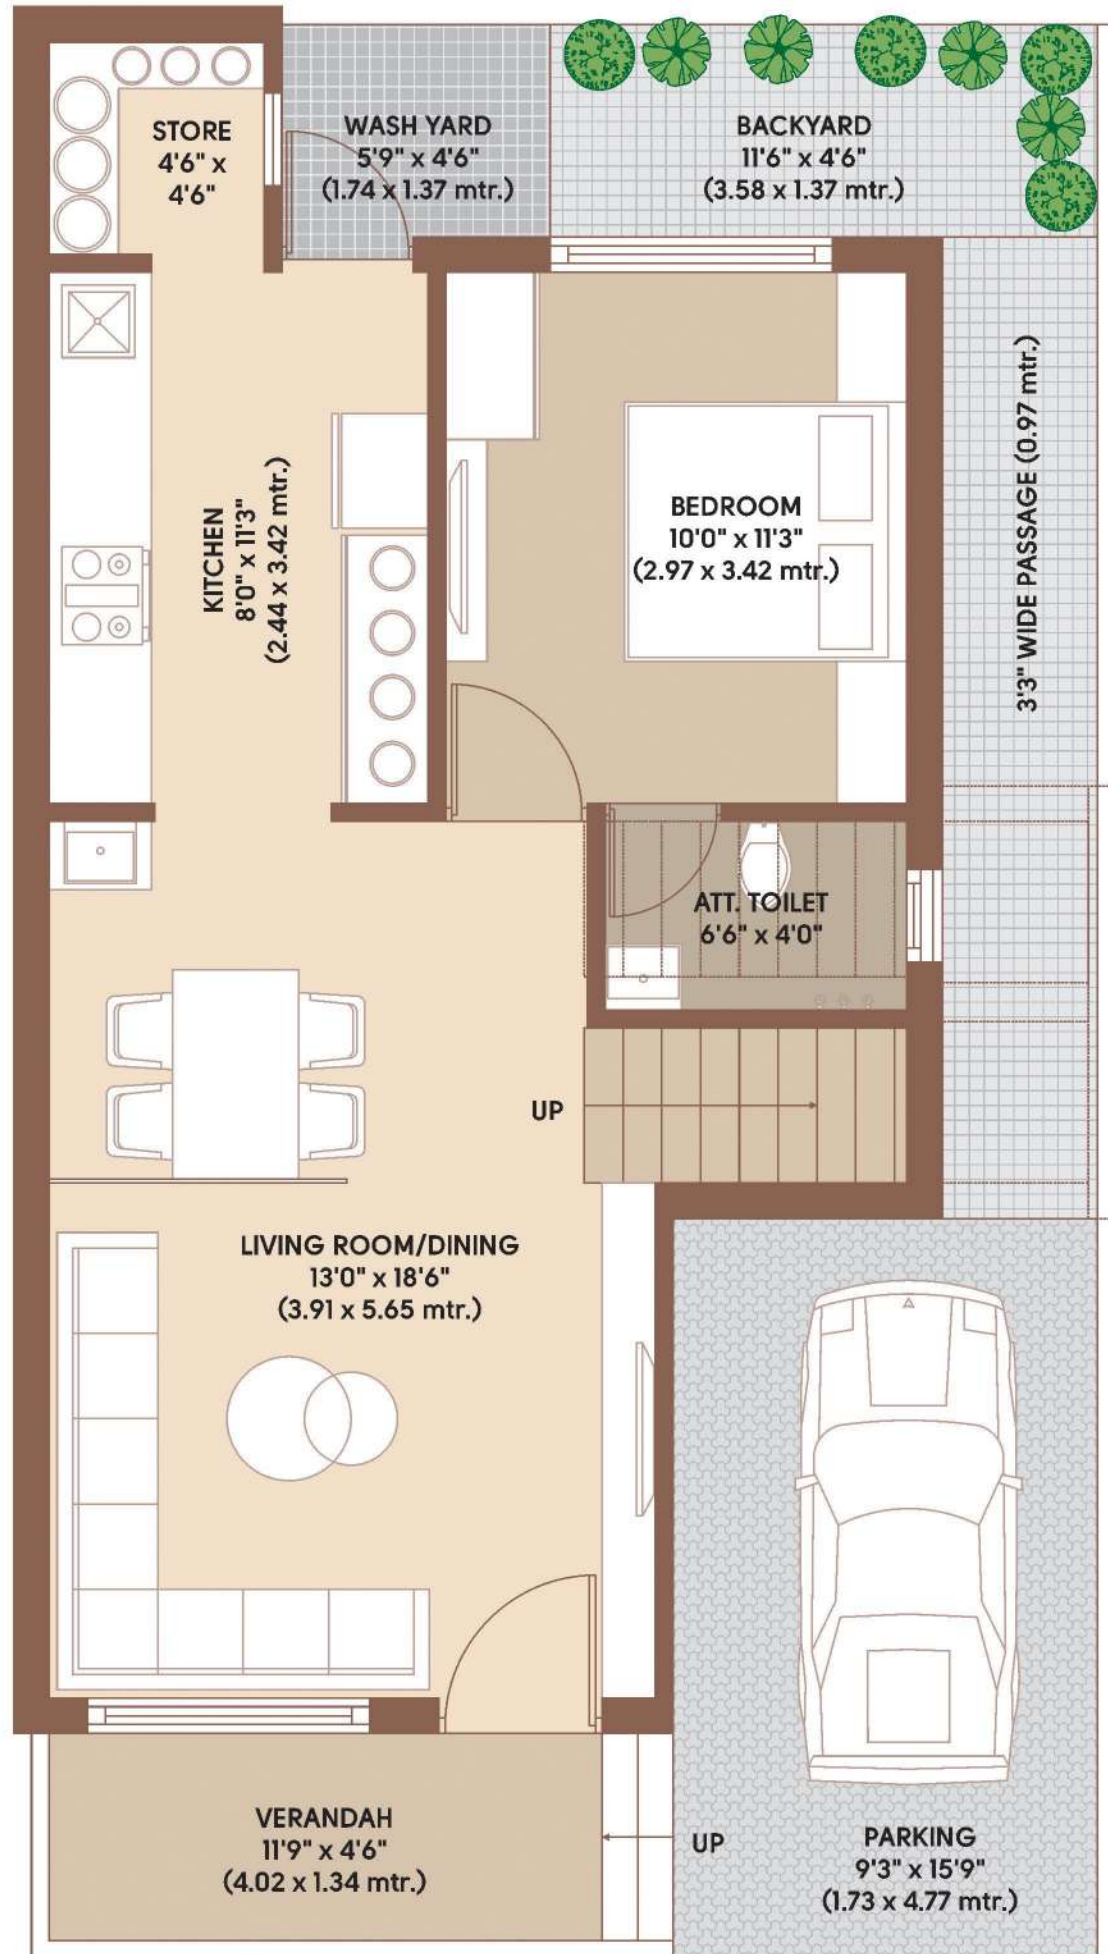 STORE
4'6" x
4'6"
WASH YARD
5'9" x 4'6"
(1.74 x 1.37 mtr.)
BACKYARD
11'6" x 4'6"
(3.58 x 1.37 mtr.)
KITCHEN
8'0" x 11'3"
(2.44 x 3.42 mtr.)
BEDROOM
10'0" x 11'3"
(2.97 x 3.42 mtr.)
3'3" WIDE PASSAGE (0.97 mtr.)
ATT. TOILET
6'6" x 4'0"
UP
LIVING ROOM/DINING
13'0" x 18'6"
(3.91 x 5.65 mtr.)
VERANDAH
11'9" x 4'6"
(4.02 x 1.34 mtr.)
UP
PARKING
9'3" x 15'9"
(1.73 x 4.77 mtr.)